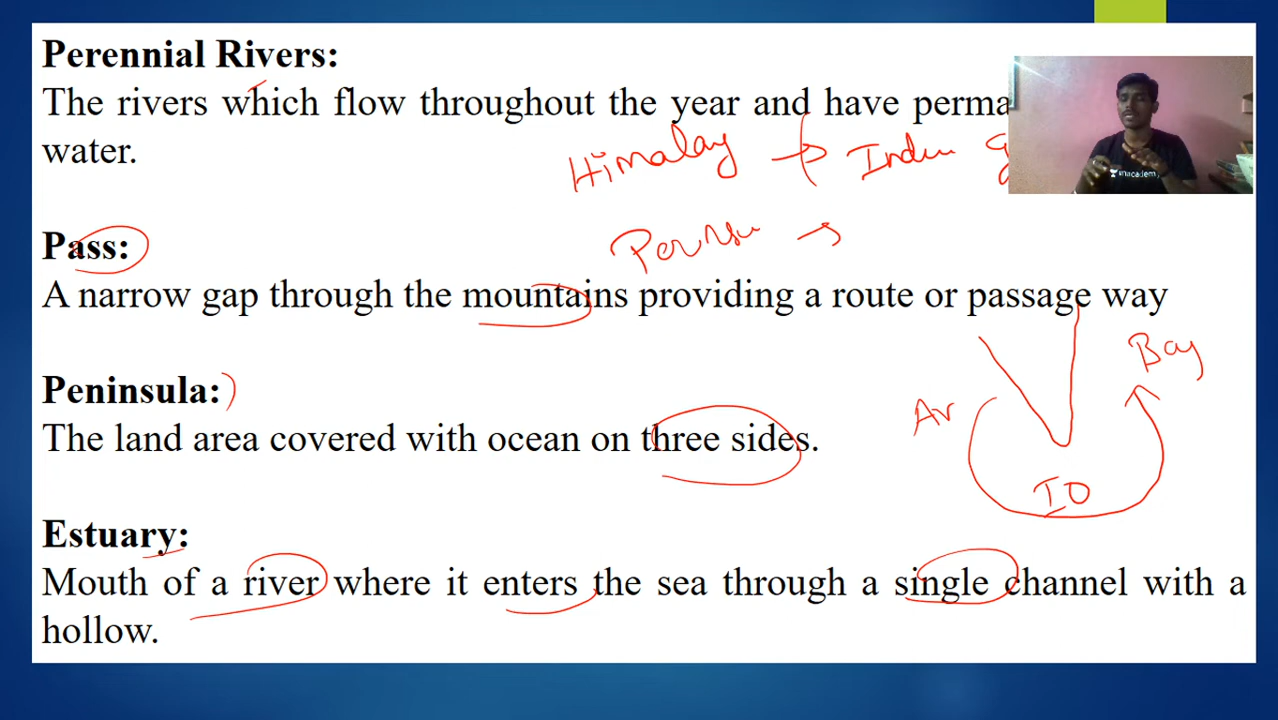 Perennial Rivers:
The rivers which flow throughout the year and have perma
water.
Himalay Indu G
Pass:
A narrow gap through the mountains providing a route or passage way
Bay
Peninsula:
Ar
The land area covered with ocean on three sides.
IO
Estuary:
Mouth of a river where it enters the sea through a single channel with a
hollow.
unacademy